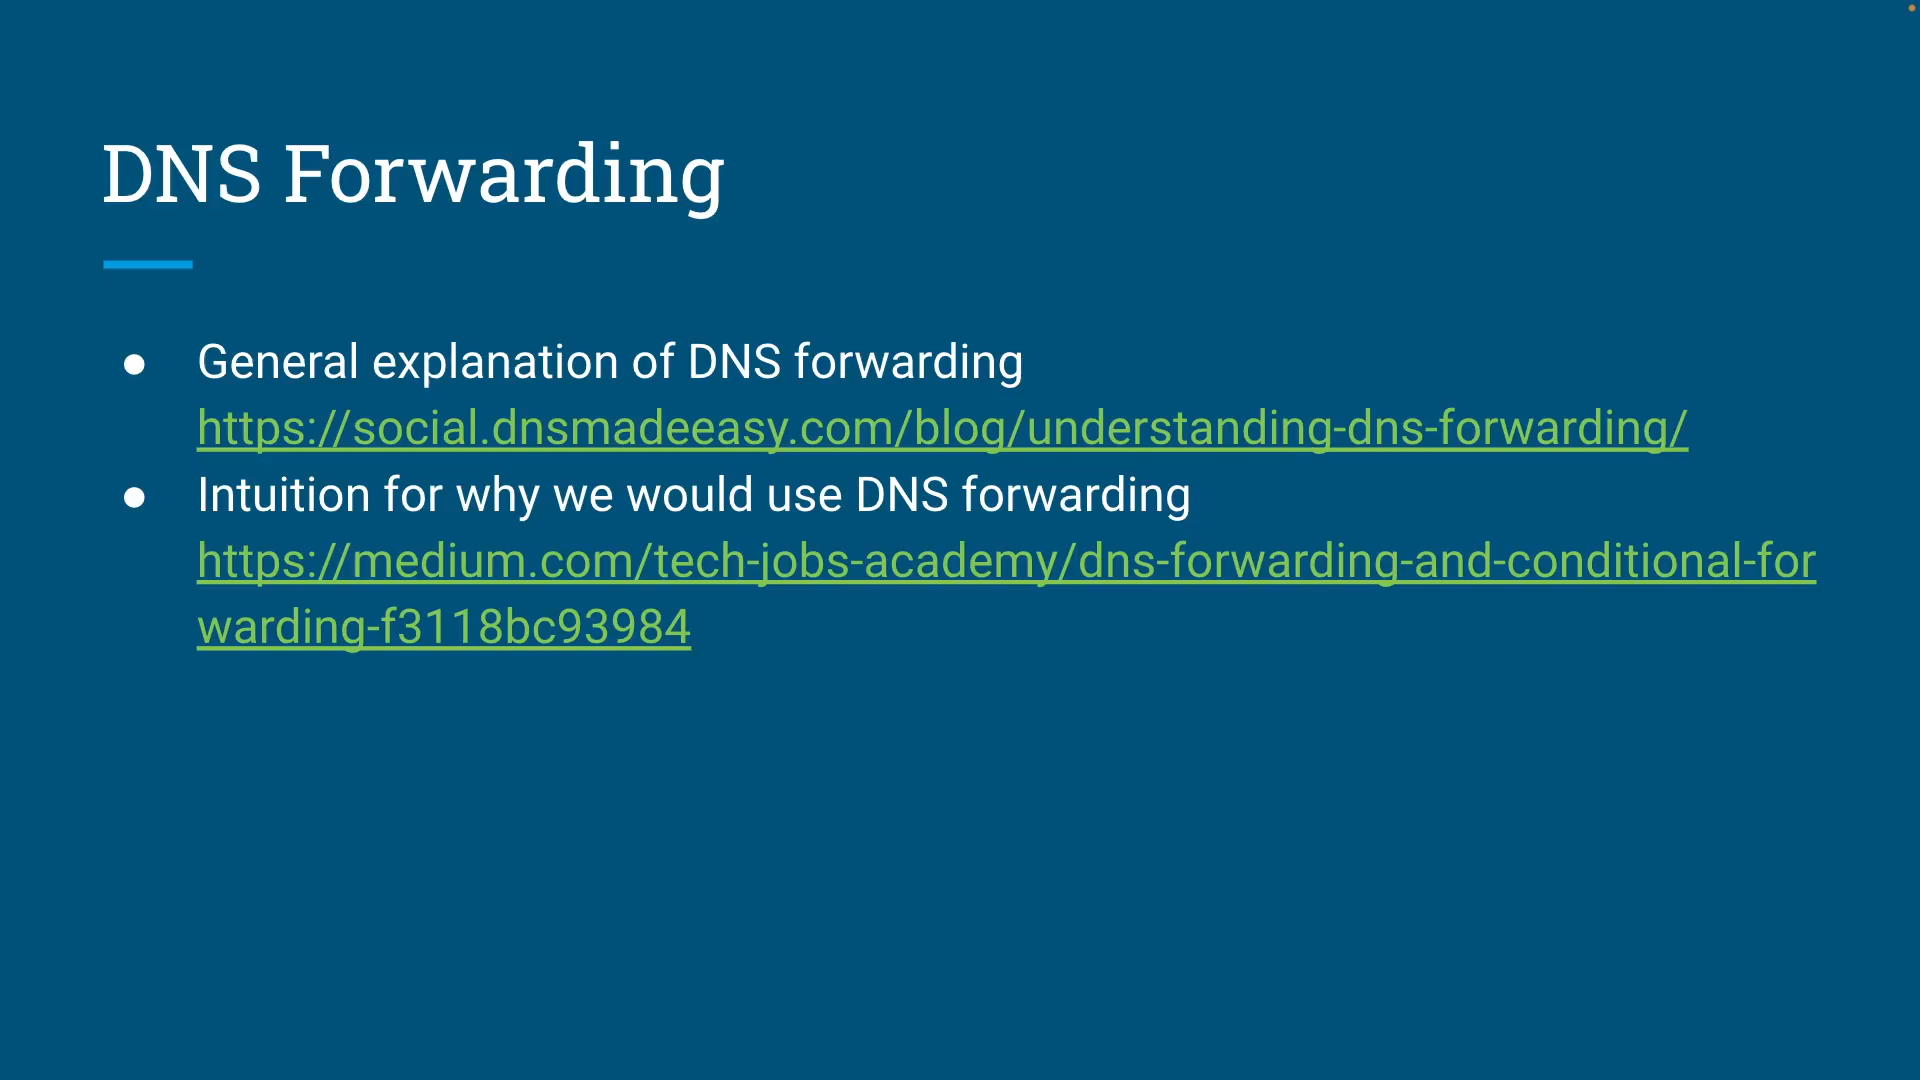 DNS Forwarding
● General explanation of DNS forwarding
https://social.dnsmadeeasy.com/blog/understanding-dns-forwarding/
● Intuition for why we would use DNS forwarding
https://medium.com/tech-jobs-academy/dns-forwarding-and-conditional-for
warding-f3118bc93984